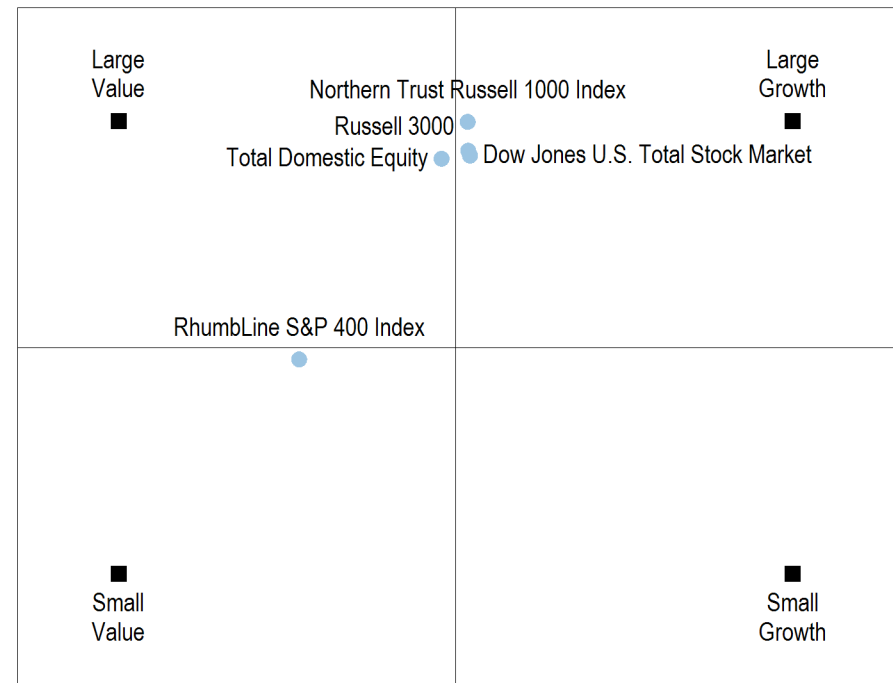 Large
Value
Large
Growth
Northern Trust Russell 1000 Index
Russell 3000
Total Domestic Equity
Dow Jones U.S. Total Stock Market
RhumbLine S&P 400 Index
Small
Value
Small
Growth